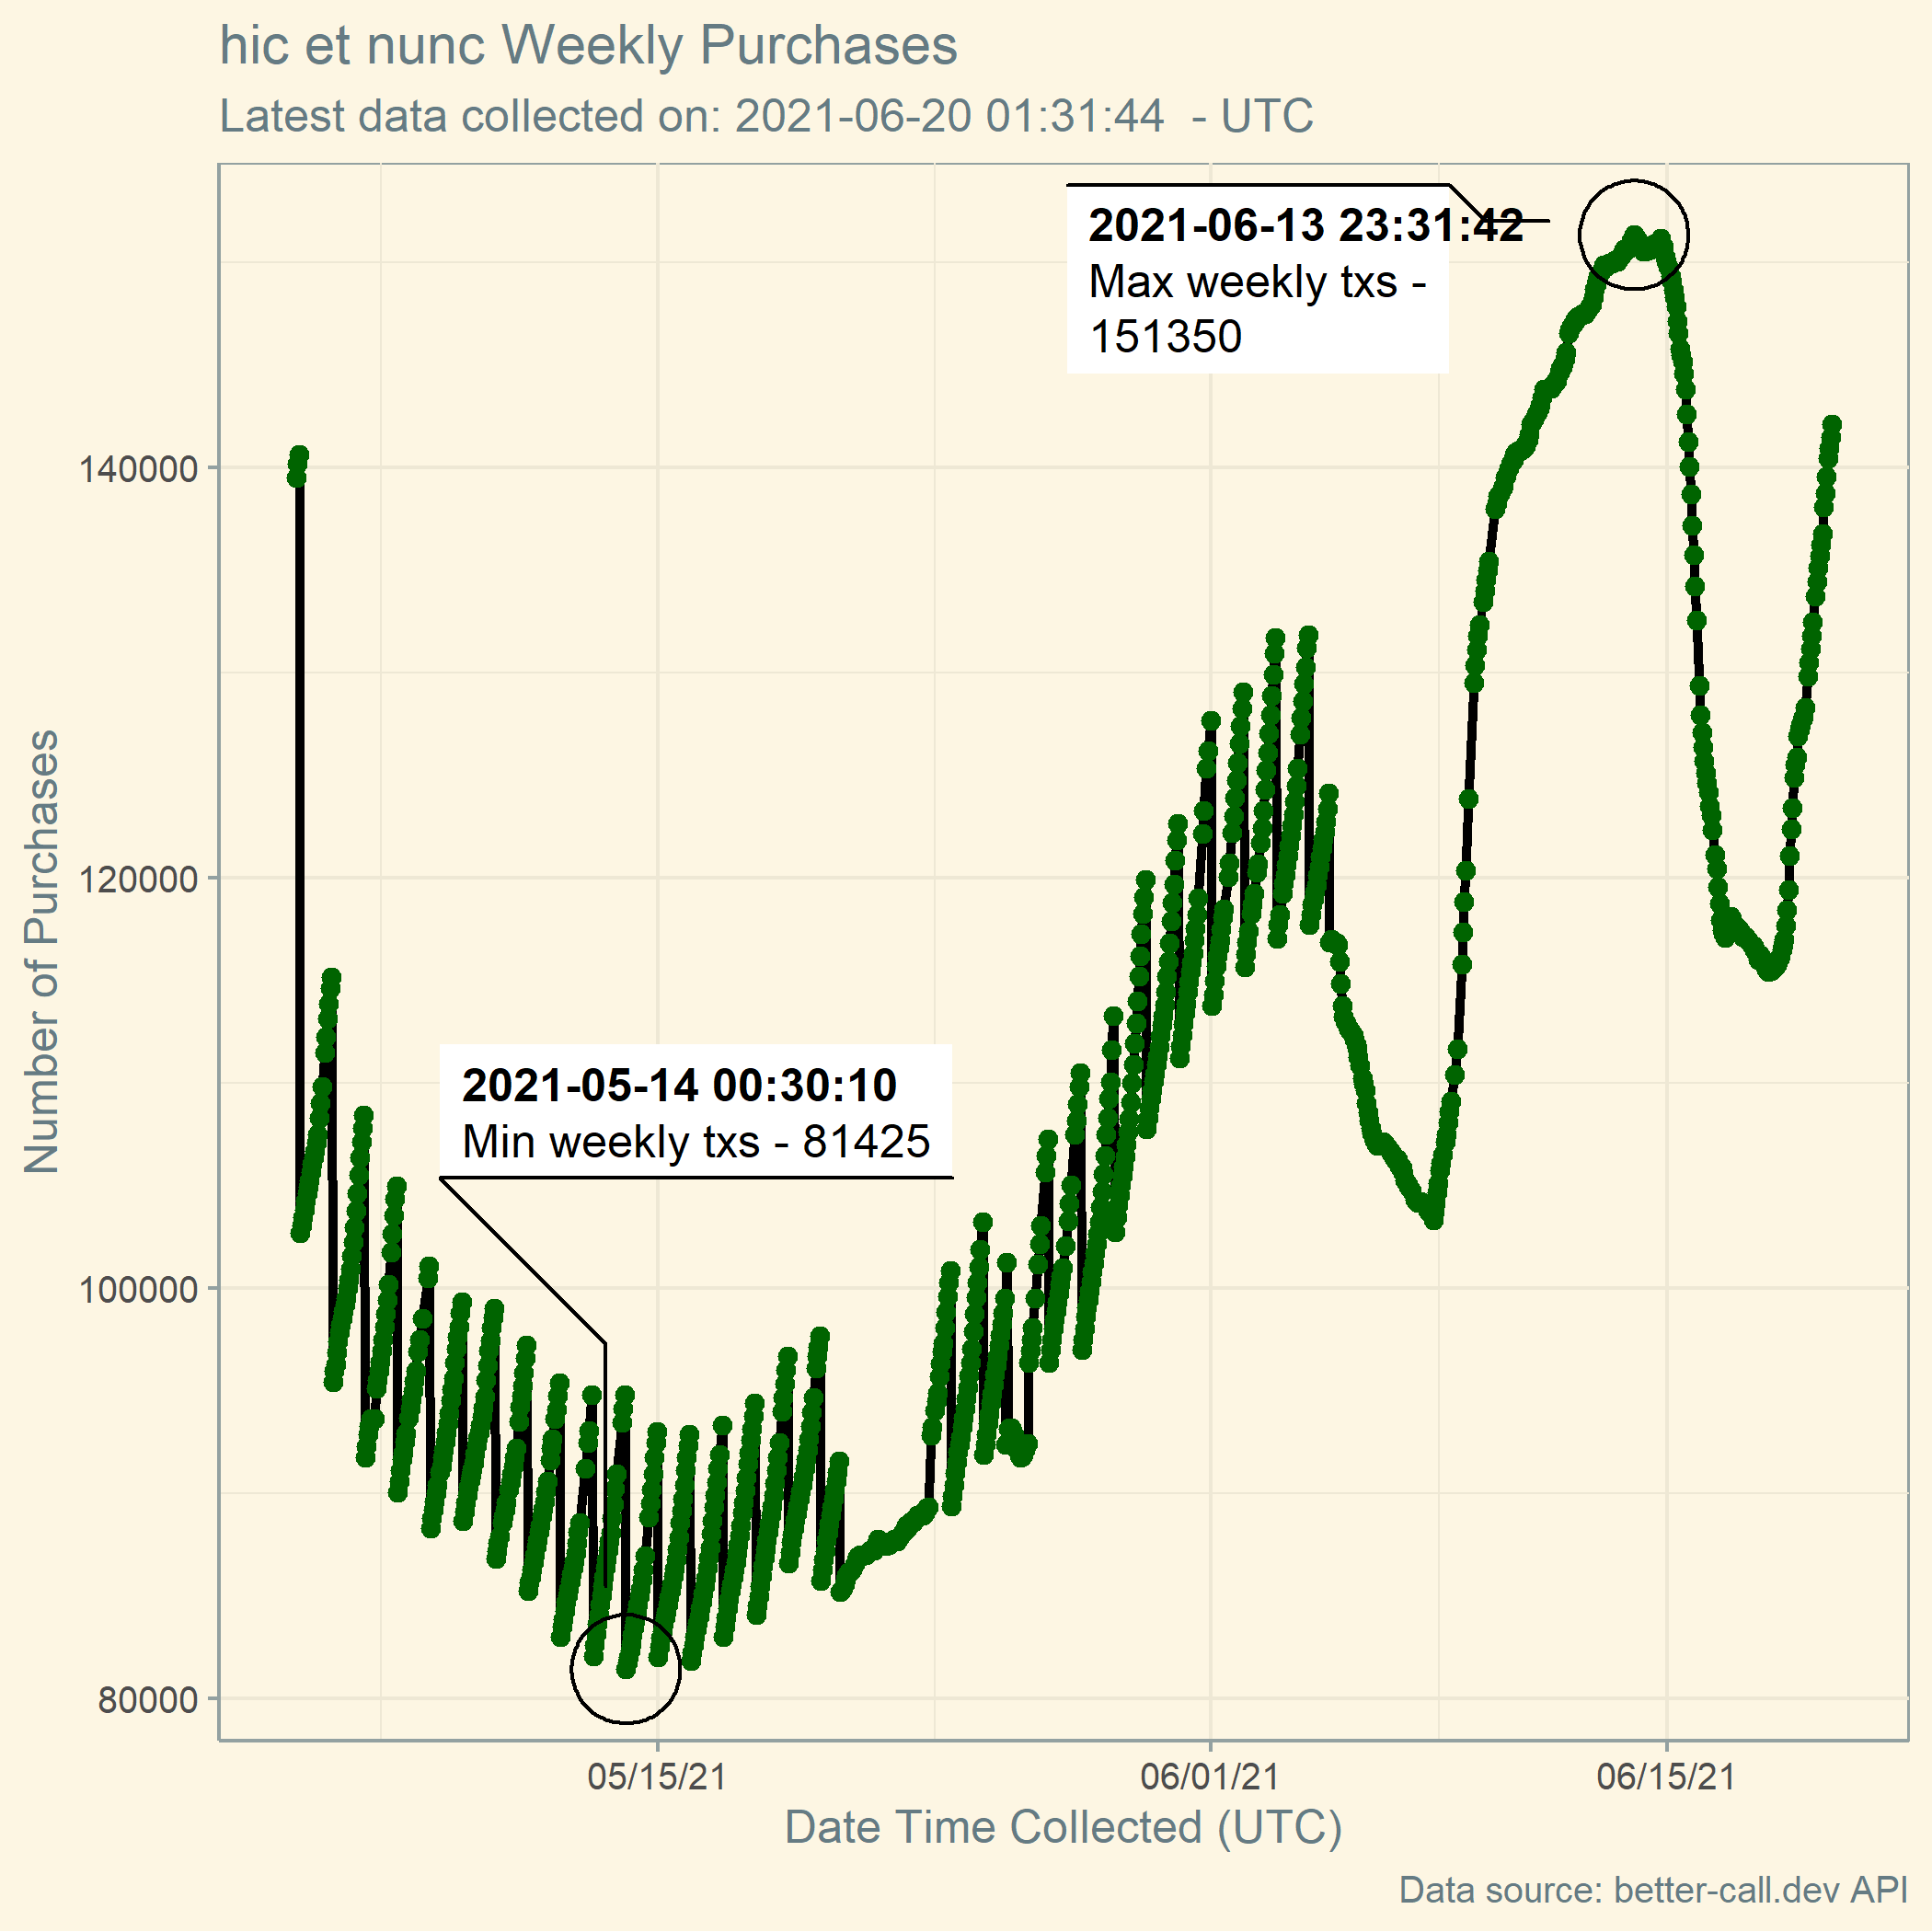 hic et nunc Weekly Purchases
Latest data collected on: 2021-06-20 01:31:44  - UTC
2021-06-13 23:31:42
Max weekly txs -
151350
140000
120000
2021-05-14 00:30:10
Min weekly txs - 81425
100000
80000
Number of Purchases
05/15/21
06/01/21
06/15/21
Date Time Collected (UTC)
Data source: better-call.dev API